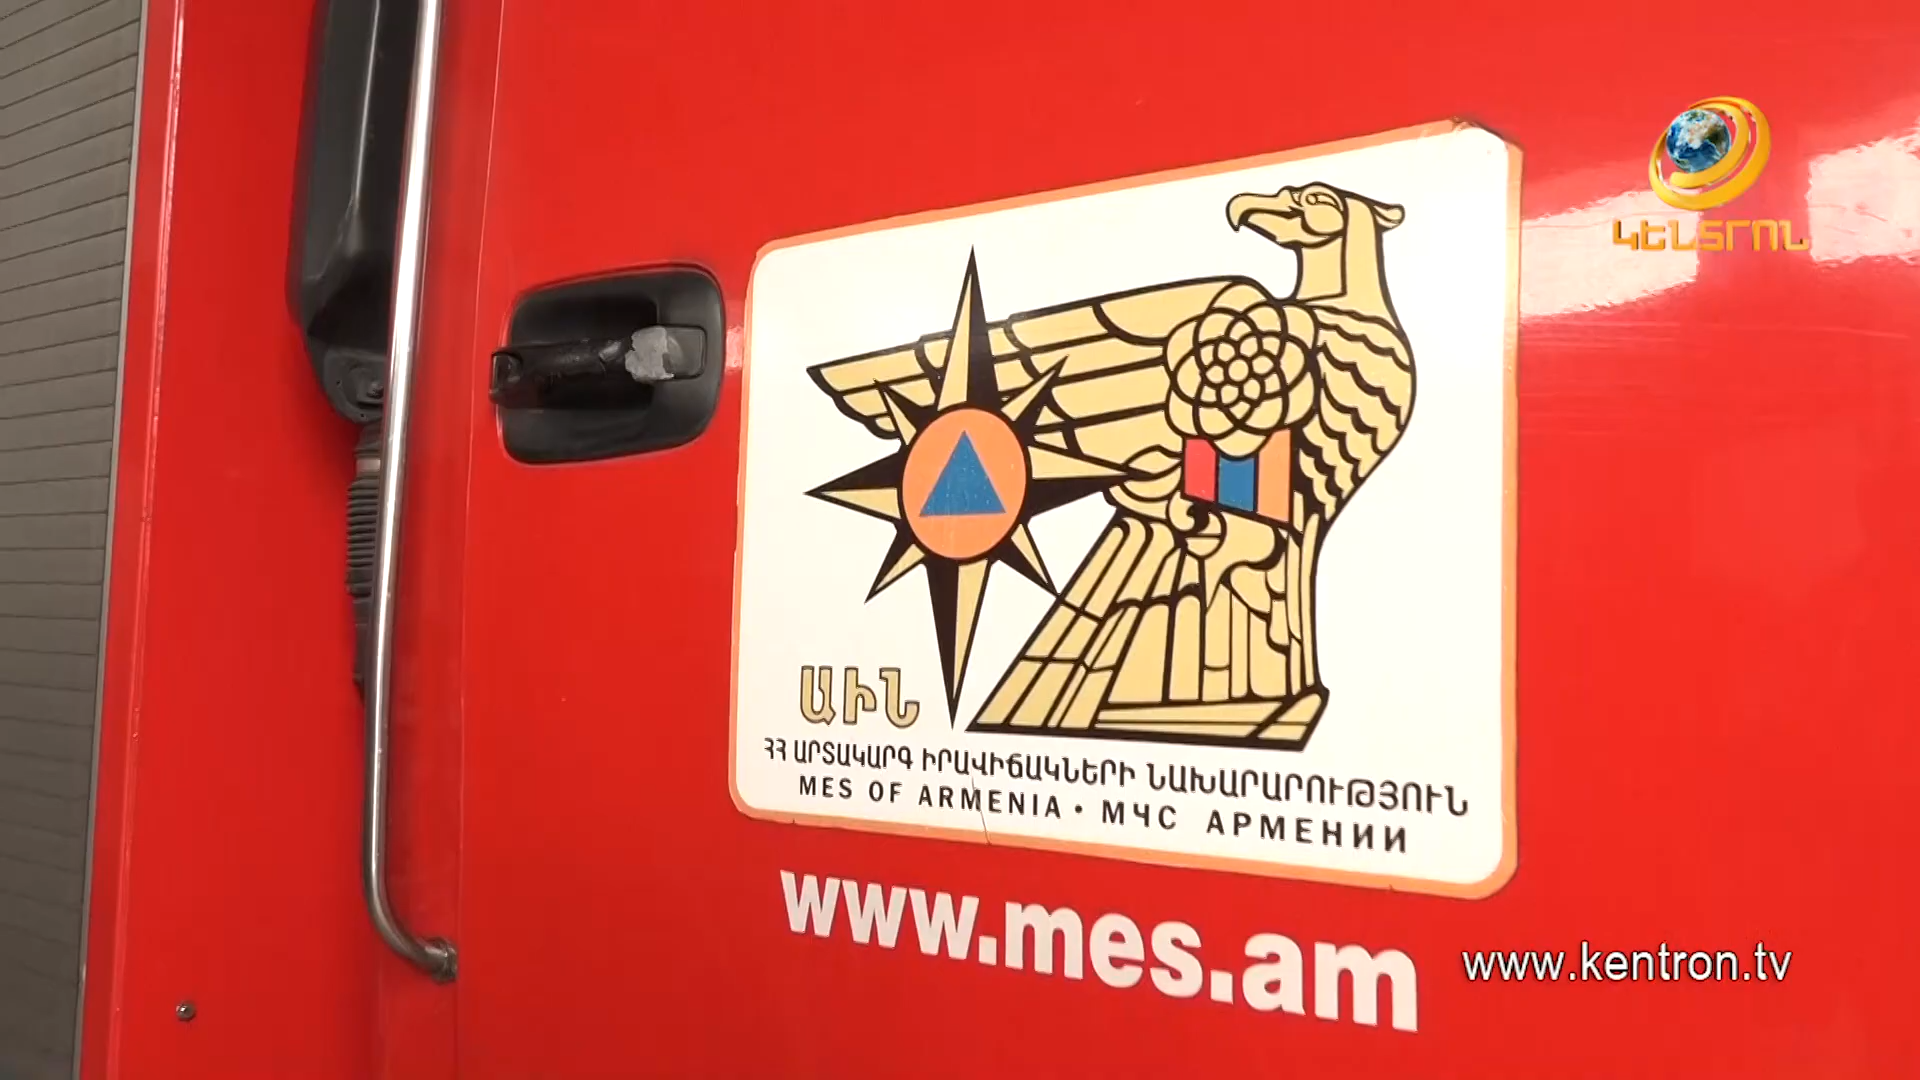 ԿԵՆՏՐՈՆ
ԱԻՆ
ՀՀ ԱՐՏԱԿԱՐԳ ԻՐԱՎԻՃԱԿՆԵՐԻ ՆԱԽԱՐԱՐՈՒԹՅՈՒՆ
MES OF ARMENIA • МЧС АРМЕНИИ
www.mes.am
www.kentron.tv